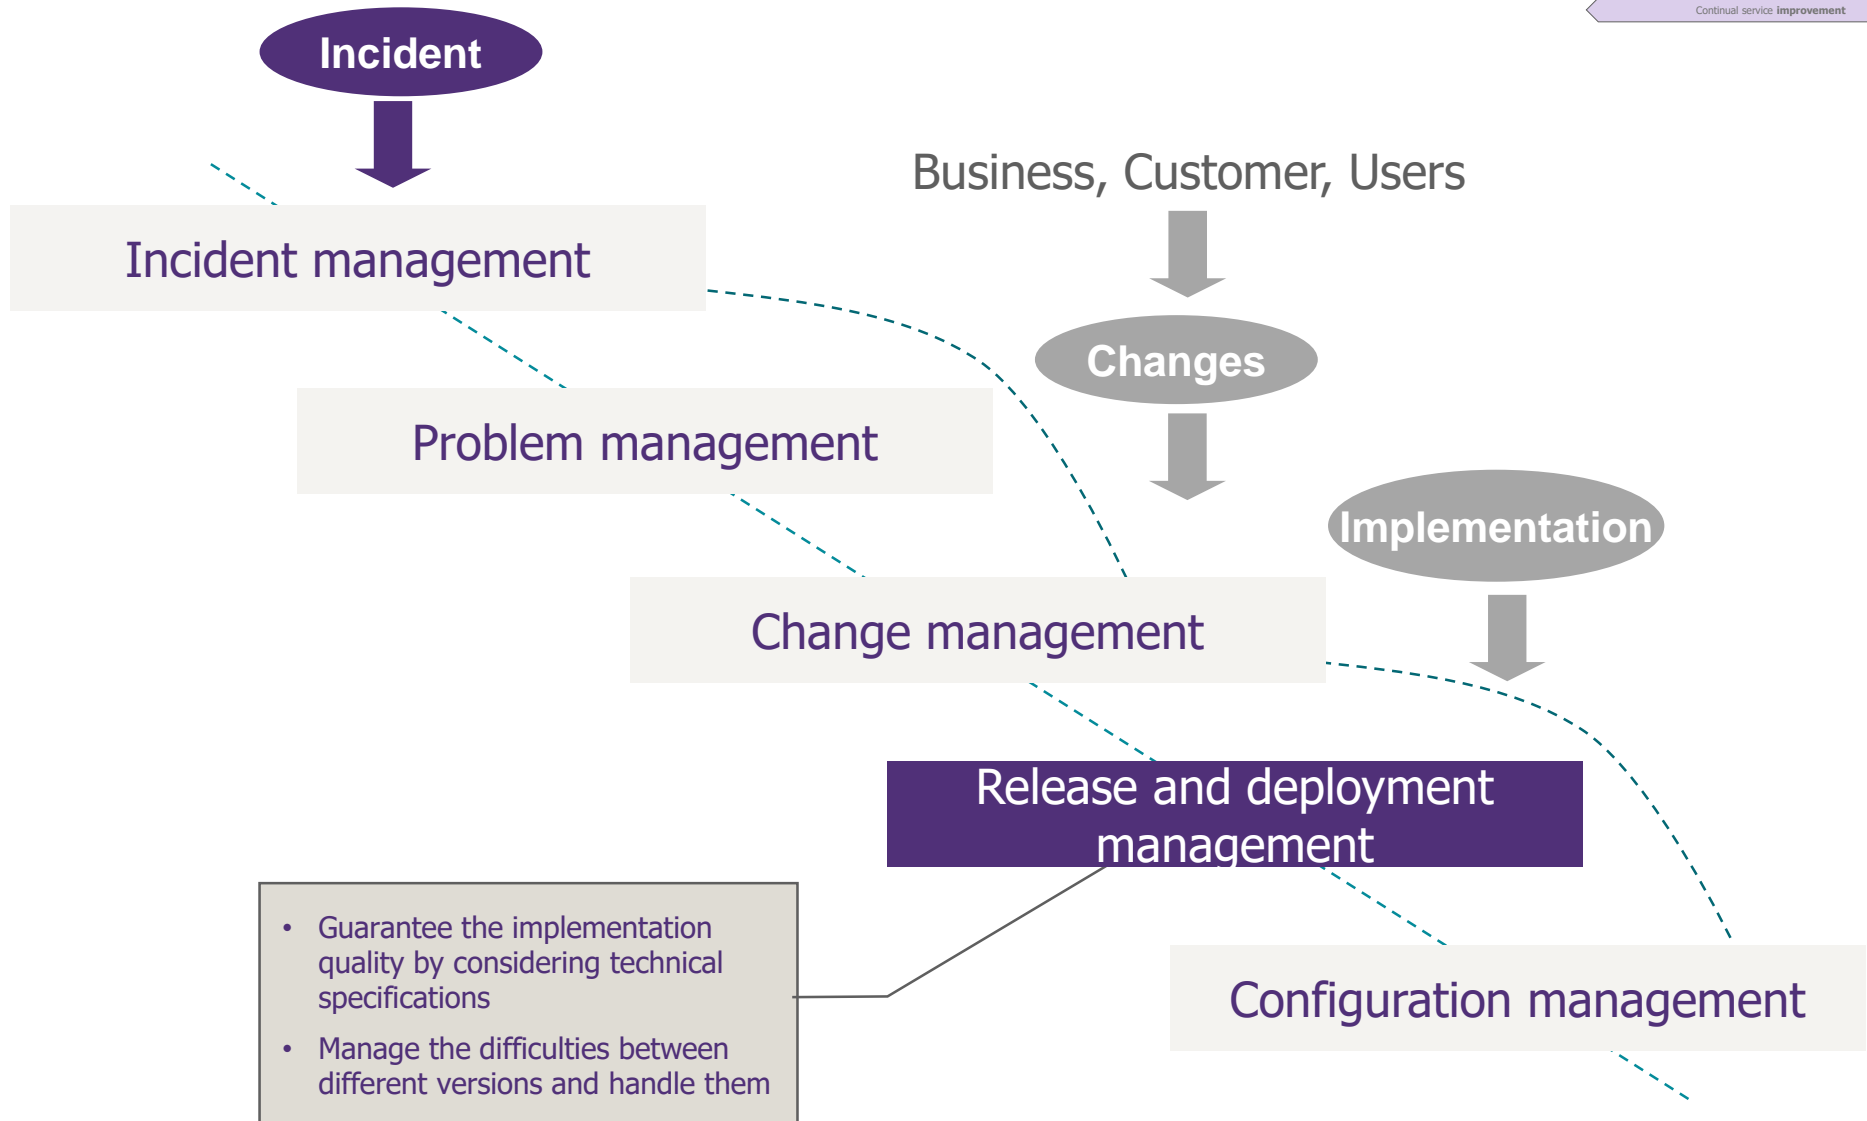 Continual service improvement
Incident
Business, Customer, Users
Incident management
Changes
Problem management
Implementation
Change management
Release and deployment
management
• Guarantee the implementation
quality by considering technical
specifications
• Manage the difficulties between
different versions and handle them
Configuration management